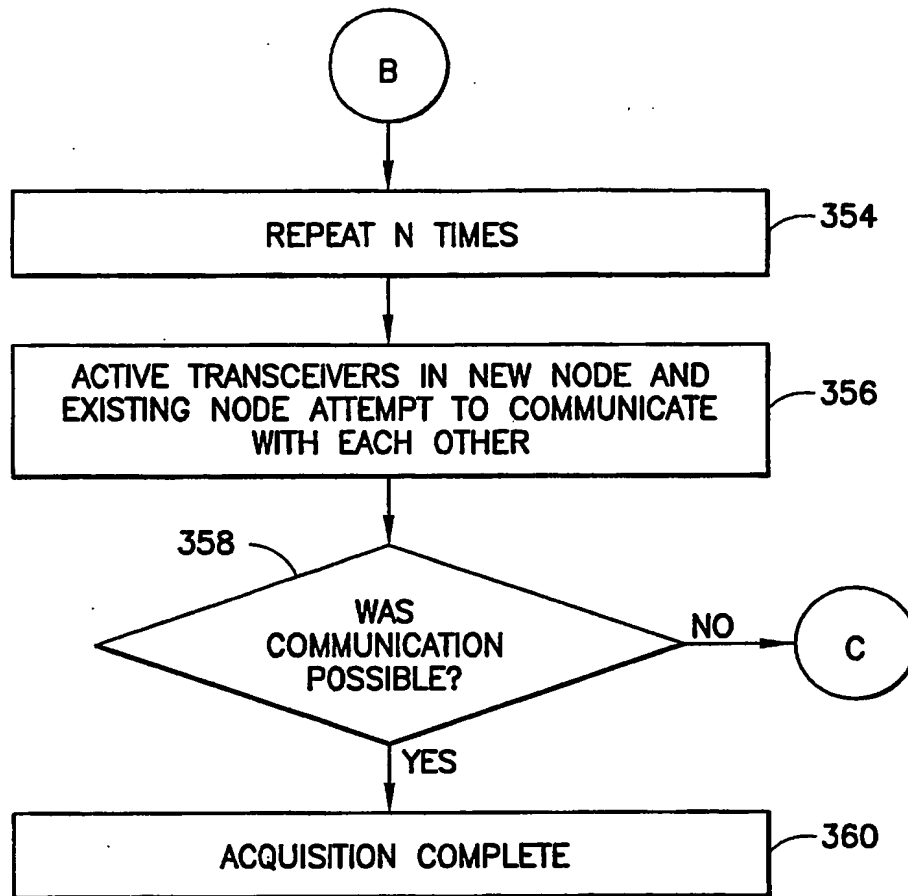 B
REPEAT N TIMES
354
ACTIVE TRANSCEIVERS IN NEW NODE AND
EXISTING NODE ATTEMPT TO COMMUNICATE
WITH EACH OTHER
356
358
WAS
COMMUNICATION
POSSIBLE?
NO
C
YES
ACQUISITION COMPLETE
360